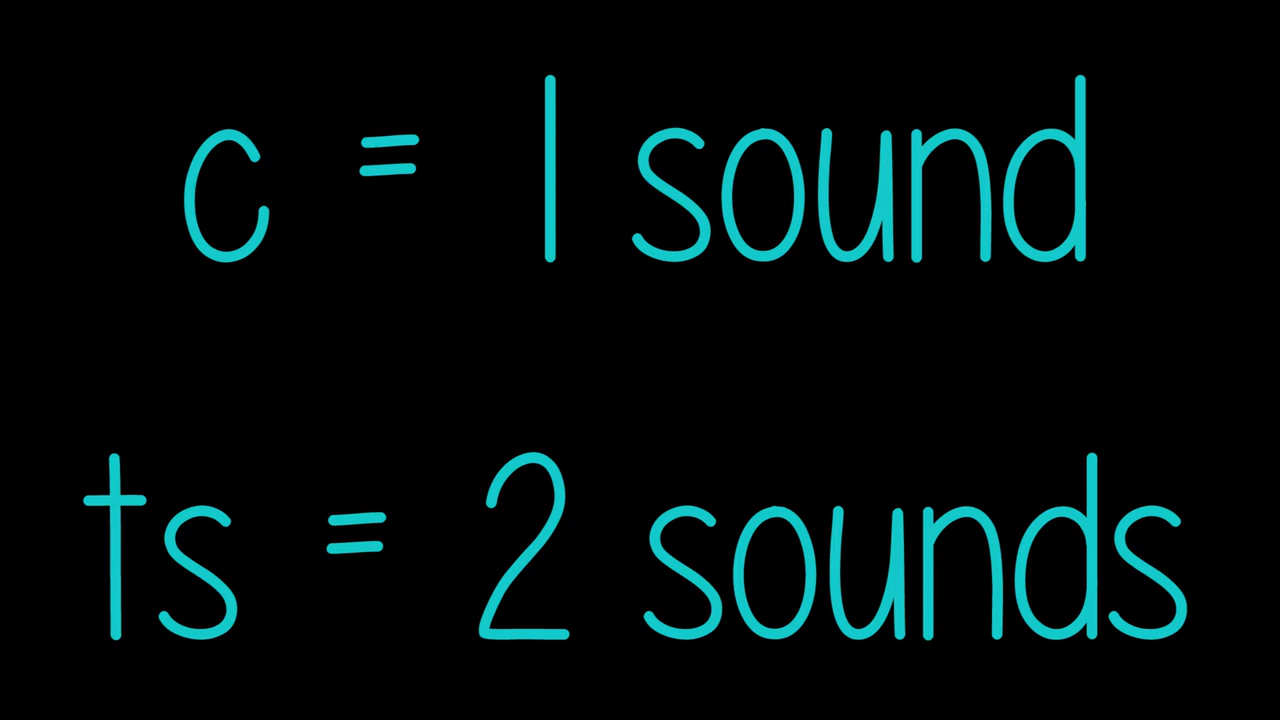 c = 1 sound
ts = 2 sounds